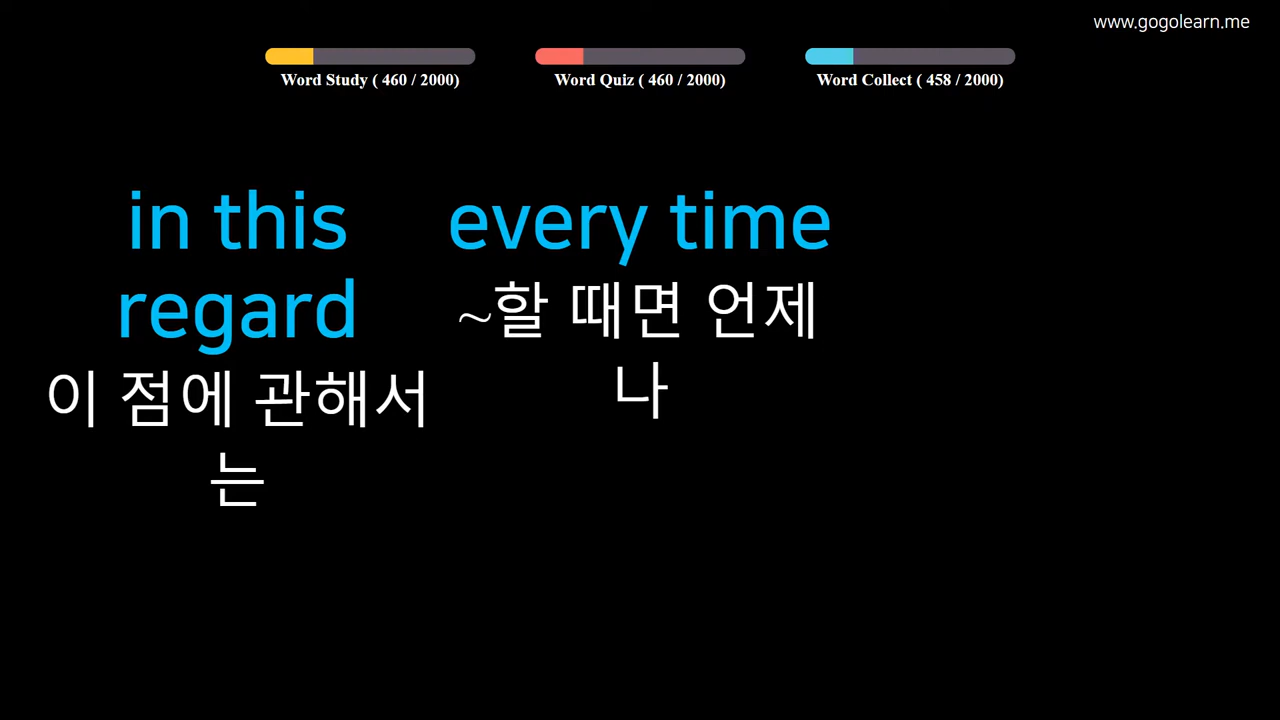 www.gogolearn.me
Word Study ( 460 / 2000)
Word Quiz ( 460 / 2000)
Word Collect ( 458 / 2000)
in this
regard
이 점에 관해서
는
every time
~할 때면 언제
나